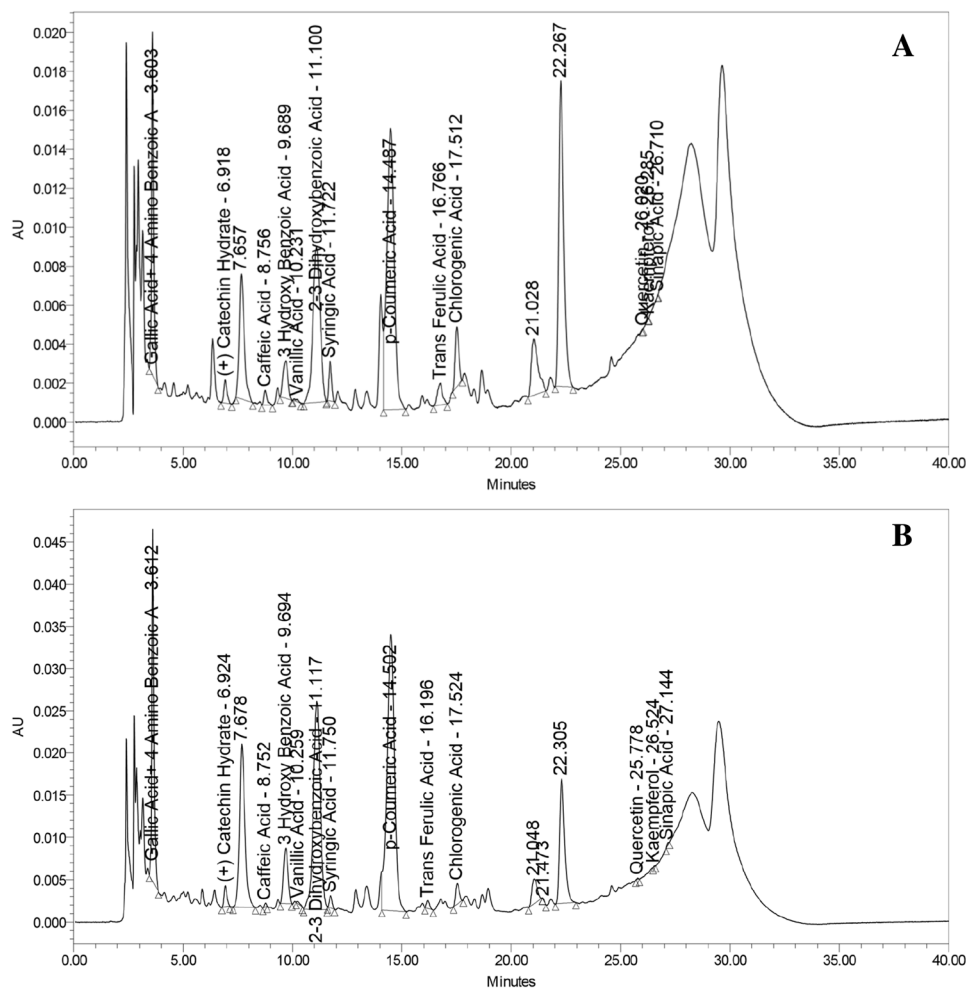 A
AU
0.020
0.018
0.016
0.014
0.012
0.010
0.008
0.006
0.004
0.002
0.000
Gallic Acid+ 4 Amino Benzoic A - 3.603
(+) Catechin Hydrate - 6.918
7.657
Caffeic Acid - 8.756
3 Hydroxy Benzoic Acid - 9.689
Vanillic Acid - 10.231
2-3 Dihydroxybenzoic Acid - 11.100
Syringic Acid - 11.722
p-Coumeric Acid - 14.487
Trans Ferulic Acid - 16.766
Chlorogenic Acid - 17.512
21.028
22.267
Quercetin - 26.020
Kaempferol - 26.285
Sinapic Acid - 26.710
0.00 5.00 10.00 15.00 20.00 25.00 30.00 35.00 40.00
Minutes
B
AU
0.045
0.040
0.035
0.030
0.025
0.020
0.015
0.010
0.005
0.000
Gallic Acid+ 4 Amino Benzoic A - 3.612
(+) Catechin Hydrate - 6.924
7.678
Caffeic Acid - 8.752
3 Hydroxy Benzoic Acid - 9.694
Vanillic Acid - 10.259
2-3 Dihydroxybenzoic Acid - 11.117
Syringic Acid - 11.750
p-Coumeric Acid - 14.502
Trans Ferulic Acid - 16.196
Chlorogenic Acid - 17.524
21.048
21.473
22.305
Quercetin - 25.778
Kaempferol - 26.524
Sinapic Acid - 27.144
0.00 5.00 10.00 15.00 20.00 25.00 30.00 35.00 40.00
Minutes